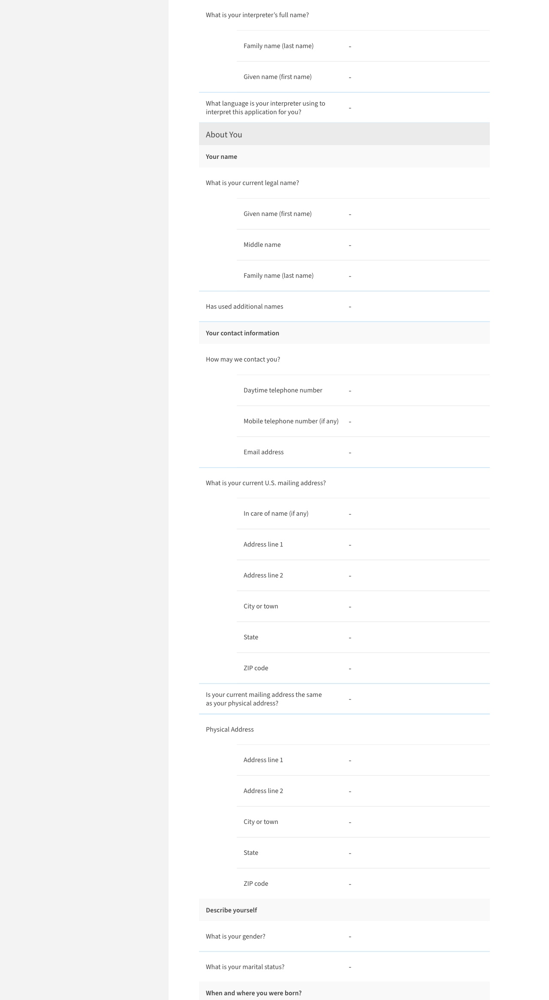 What is your interpreter’s full name?
Family name (last name) -
Given name (first name) -
What language is your interpreter using to
interpret this application for you? -
About You
Your name
What is your current legal name?
Given name (first name) -
Middle name -
Family name (last name) -
Has used additional names -
Your contact information
How may we contact you?
Daytime telephone number -
Mobile telephone number (if any) -
Email address -
What is your current U.S. mailing address?
In care of name (if any) -
Address line 1 -
Address line 2 -
City or town -
State -
ZIP code -
Is your current mailing address the same
as your physical address? -
Physical Address
Address line 1 -
Address line 2 -
City or town -
State -
ZIP code -
Describe yourself
What is your gender? -
What is your marital status? -
When and where you were born?